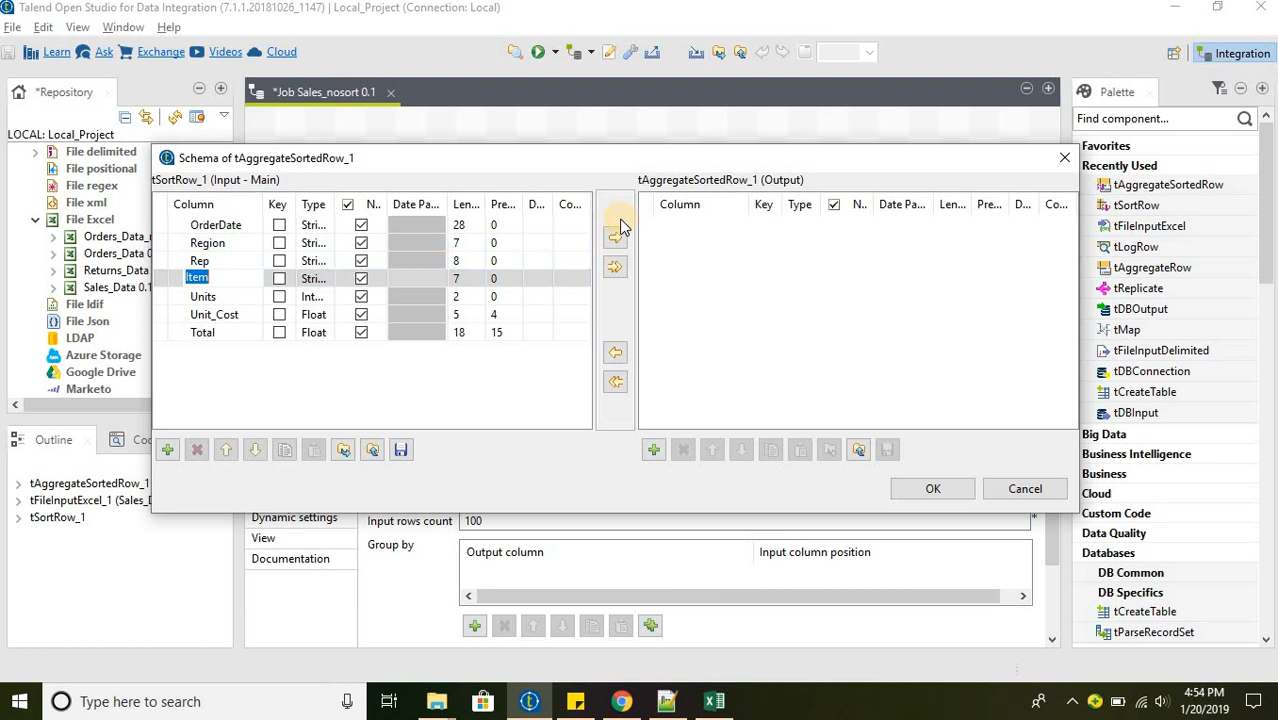 Talend Open Studio for Data Integration (7.1.1.20181026_1147) | Local_Project (Connection: Local)
File Edit View Window Help
Learn Ask Exchange Videos Cloud
Integration
*Repository
*Job Sales_nosort 0.1
Palette
LOCAL: Local_Project
Find component...
File delimited
File positional
File regex
File xml
File Excel
Orders_Data_
Orders_Data 0
Returns_Data
Sales_Data 0.1
File ldif
File Json
LDAP
Azure Storage
Google Drive
Marketo
Schema of tAggregateSortedRow_1
tSortRow_1 (Input - Main)
Column Key Type N.. Date Pa... Len... Pre... D... Co...
OrderDate Stri... 28 0
Region Stri... 7 0
Rep Stri... 8 0
Item Stri... 7 0
Units Int... 2 0
Unit_Cost Float 5 4
Total Float 18 15
tAggregateSortedRow_1 (Output)
Column Key Type N.. Date Pa... Len... Pre... D... Co...
OK Cancel
Favorites
Recently Used
tAggregateSortedRow
tSortRow
tFileInputExcel
tLogRow
tAggregateRow
tReplicate
tDBOutput
tMap
tFileInputDelimited
tDBConnection
tCreateTable
tDBInput
Big Data
Business Intelligence
Business
Cloud
Custom Code
Data Quality
Databases
DB Common
DB Specifics
tCreateTable
tParseRecordSet
Outline Co
tAggregateSortedRow_1
tFileInputExcel_1 (Sales_D
tSortRow_1
Dynamic settings
View
Documentation
Input rows count 100 *
Group by
Output column Input column position
Type here to search
4:54 PM
1/20/2019